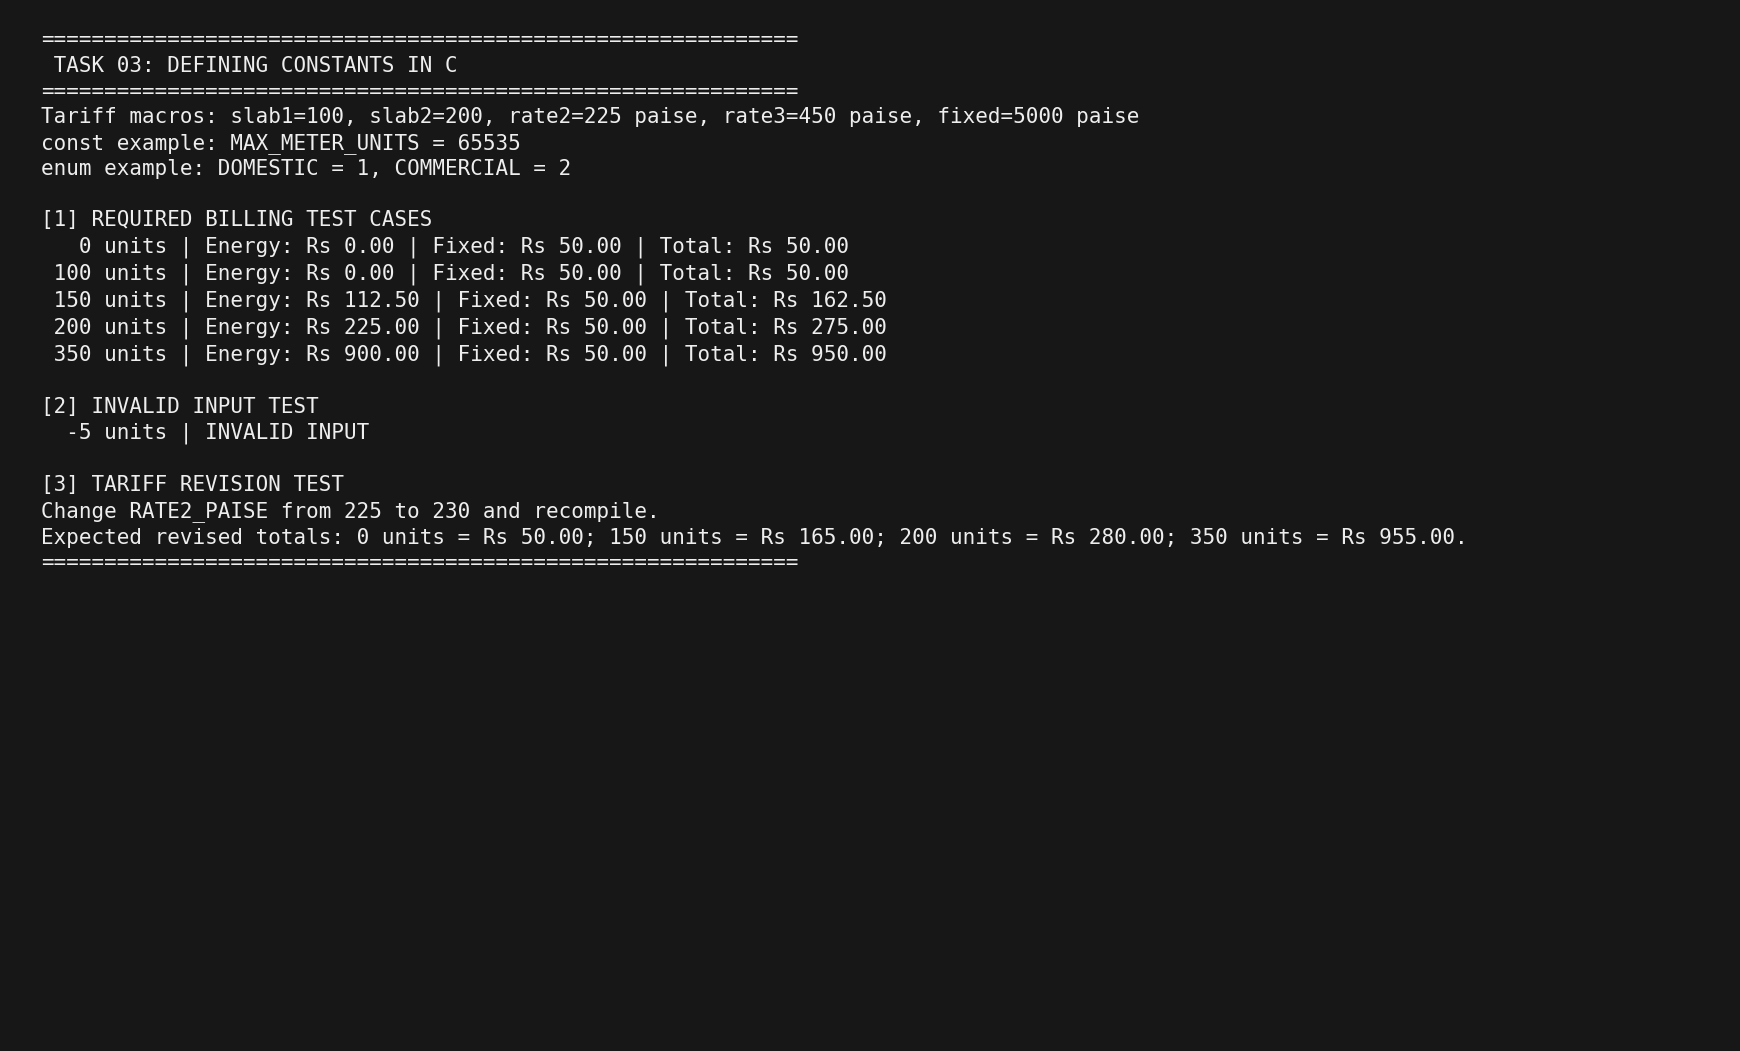 ============================================================
 TASK 03: DEFINING CONSTANTS IN C
============================================================
Tariff macros: slab1=100, slab2=200, rate2=225 paise, rate3=450 paise, fixed=5000 paise
const example: MAX_METER_UNITS = 65535
enum example: DOMESTIC = 1, COMMERCIAL = 2

[1] REQUIRED BILLING TEST CASES
   0 units | Energy: Rs 0.00 | Fixed: Rs 50.00 | Total: Rs 50.00
 100 units | Energy: Rs 0.00 | Fixed: Rs 50.00 | Total: Rs 50.00
 150 units | Energy: Rs 112.50 | Fixed: Rs 50.00 | Total: Rs 162.50
 200 units | Energy: Rs 225.00 | Fixed: Rs 50.00 | Total: Rs 275.00
 350 units | Energy: Rs 900.00 | Fixed: Rs 50.00 | Total: Rs 950.00

[2] INVALID INPUT TEST
  -5 units | INVALID INPUT

[3] TARIFF REVISION TEST
Change RATE2_PAISE from 225 to 230 and recompile.
Expected revised totals: 0 units = Rs 50.00; 150 units = Rs 165.00; 200 units = Rs 280.00; 350 units = Rs 955.00.
============================================================